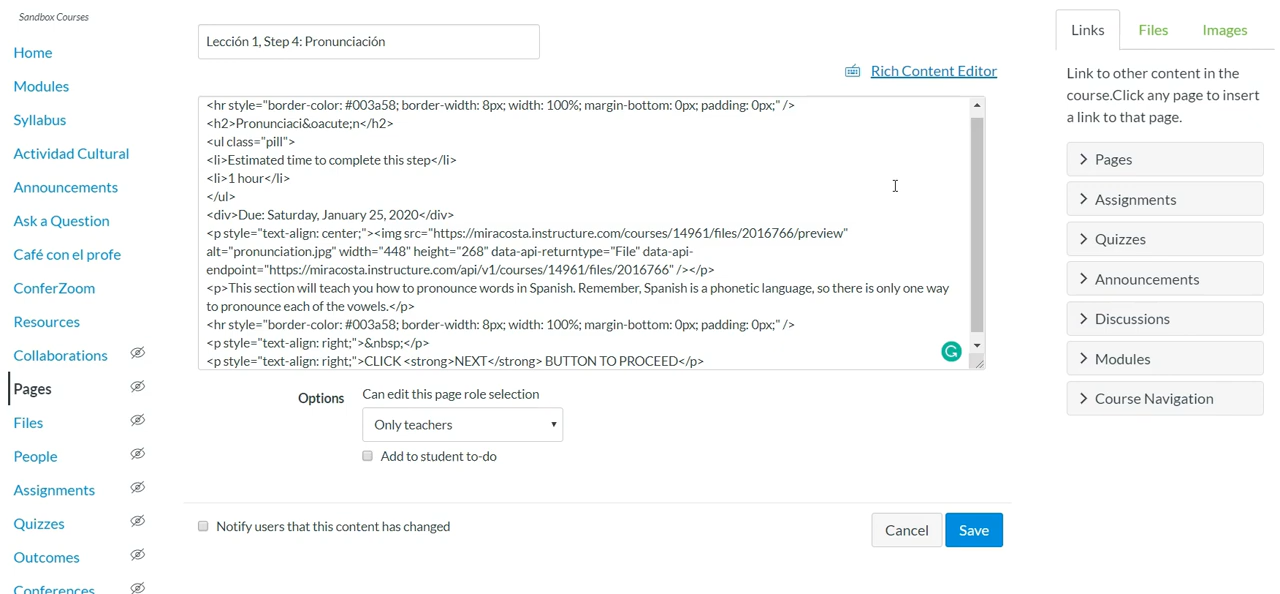 Sandbox Courses
Home
Modules
Syllabus
Actividad Cultural
Announcements
Ask a Question
Café con el profe
ConferZoom
Resources
Collaborations
Pages
Files
People
Assignments
Quizzes
Outcomes
Conferences
Lección 1, Step 4: Pronunciación
Rich Content Editor
<hr style="border-color: #003a58; border-width: 8px; width: 100%; margin-bottom: 0px; padding: 0px;" />
<h2>Pronunciaci&oacute;n</h2>
<ul class="pill">
<li>Estimated time to complete this step</li>
<li>1 hour</li>
</ul>
<div>Due: Saturday, January 25, 2020</div>
<p style="text-align: center;"><img src="https://miracosta.instructure.com/courses/14961/files/2016766/preview"
alt="pronunciation.jpg" width="448" height="268" data-api-returntype="File" data-api-
endpoint="https://miracosta.instructure.com/api/v1/courses/14961/files/2016766" /></p>
<p>This section will teach you how to pronounce words in Spanish. Remember, Spanish is a phonetic language, so there is only one way
to pronounce each of the vowels.</p>
<hr style="border-color: #003a58; border-width: 8px; width: 100%; margin-bottom: 0px; padding: 0px;" />
<p style="text-align: right;">&nbsp;</p>
<p style="text-align: right;">CLICK <strong>NEXT</strong> BUTTON TO PROCEED</p>
Options
Can edit this page role selection
Only teachers
Add to student to-do
Notify users that this content has changed
Cancel
Save
Links
Files
Images
Link to other content in the
course.Click any page to insert
a link to that page.
Pages
Assignments
Quizzes
Announcements
Discussions
Modules
Course Navigation